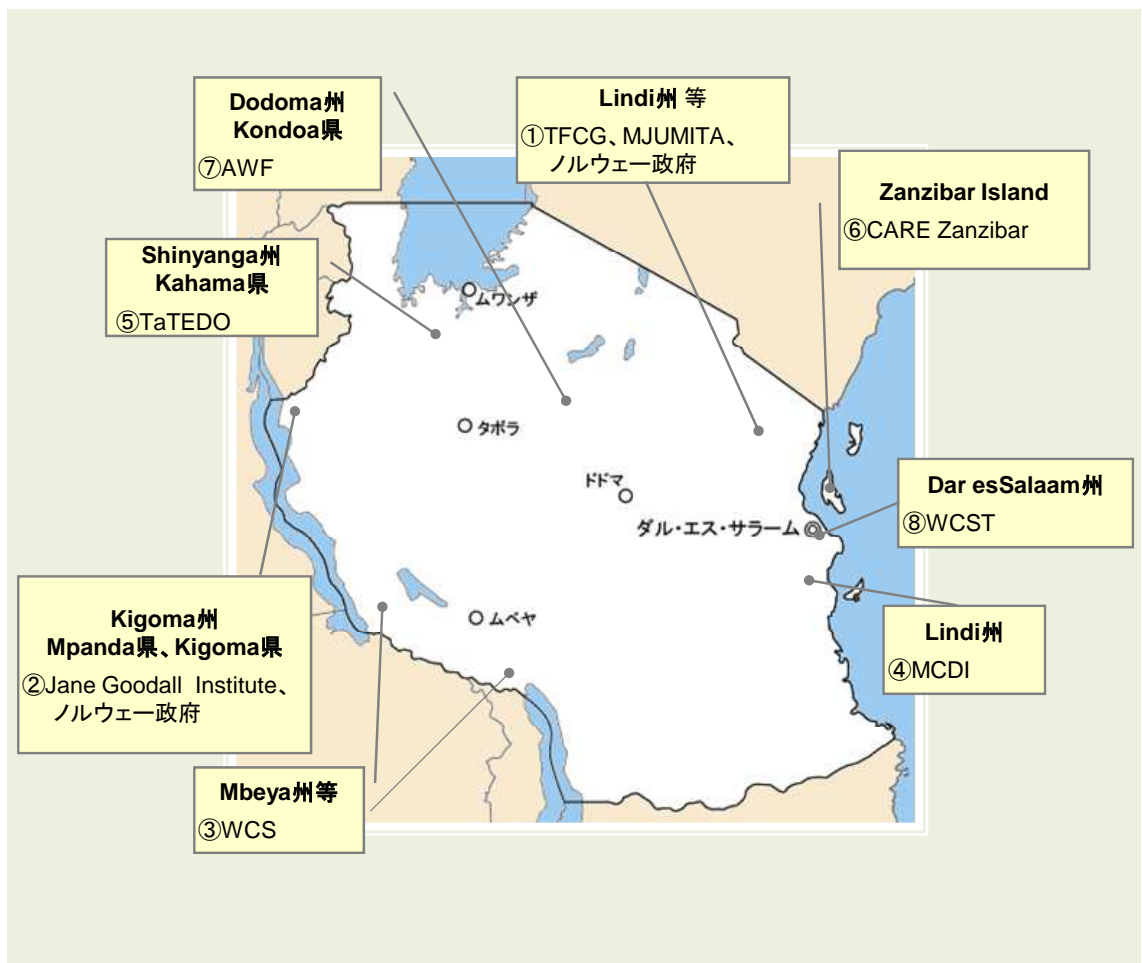 Dodoma州
Kondoa県
⑦AWF
Lindi州 等
①TFCG、MJUMITA、
ノルウェー政府
Zanzibar Island
⑥CARE Zanzibar
Shinyanga州
Kahama県
⑤TaTEDO
ムワンザ
タボラ
ドドマ
ダル・エス・サラーム
Dar esSalaam州
⑧WCST
Kigoma州
Mpanda県、Kigoma県
②Jane Goodall Institute、
ノルウェー政府
ムベヤ
Lindi州
④MCDI
Mbeya州等
③WCS